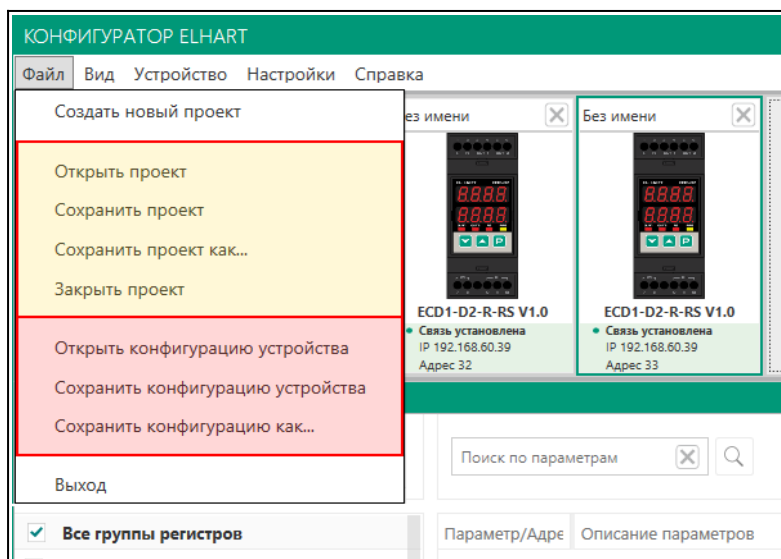 КОНФИГУРАТОР ELHART
Файл Вид Устройство Настройки Справка
Создать новый проект
Открыть проект
Сохранить проект
Сохранить проект как...
Закрыть проект
Открыть конфигурацию устройства
Сохранить конфигурацию устройства
Сохранить конфигурацию как...
Выход
ез имени
ECD1-D2-R-RS V1.0
Связь установлена
IP 192.168.60.39
Адрес 32
Без имени
ECD1-D2-R-RS V1.0
Связь установлена
IP 192.168.60.39
Адрес 33
Поиск по параметрам
Все группы регистров
Параметр/Адре Описание параметров